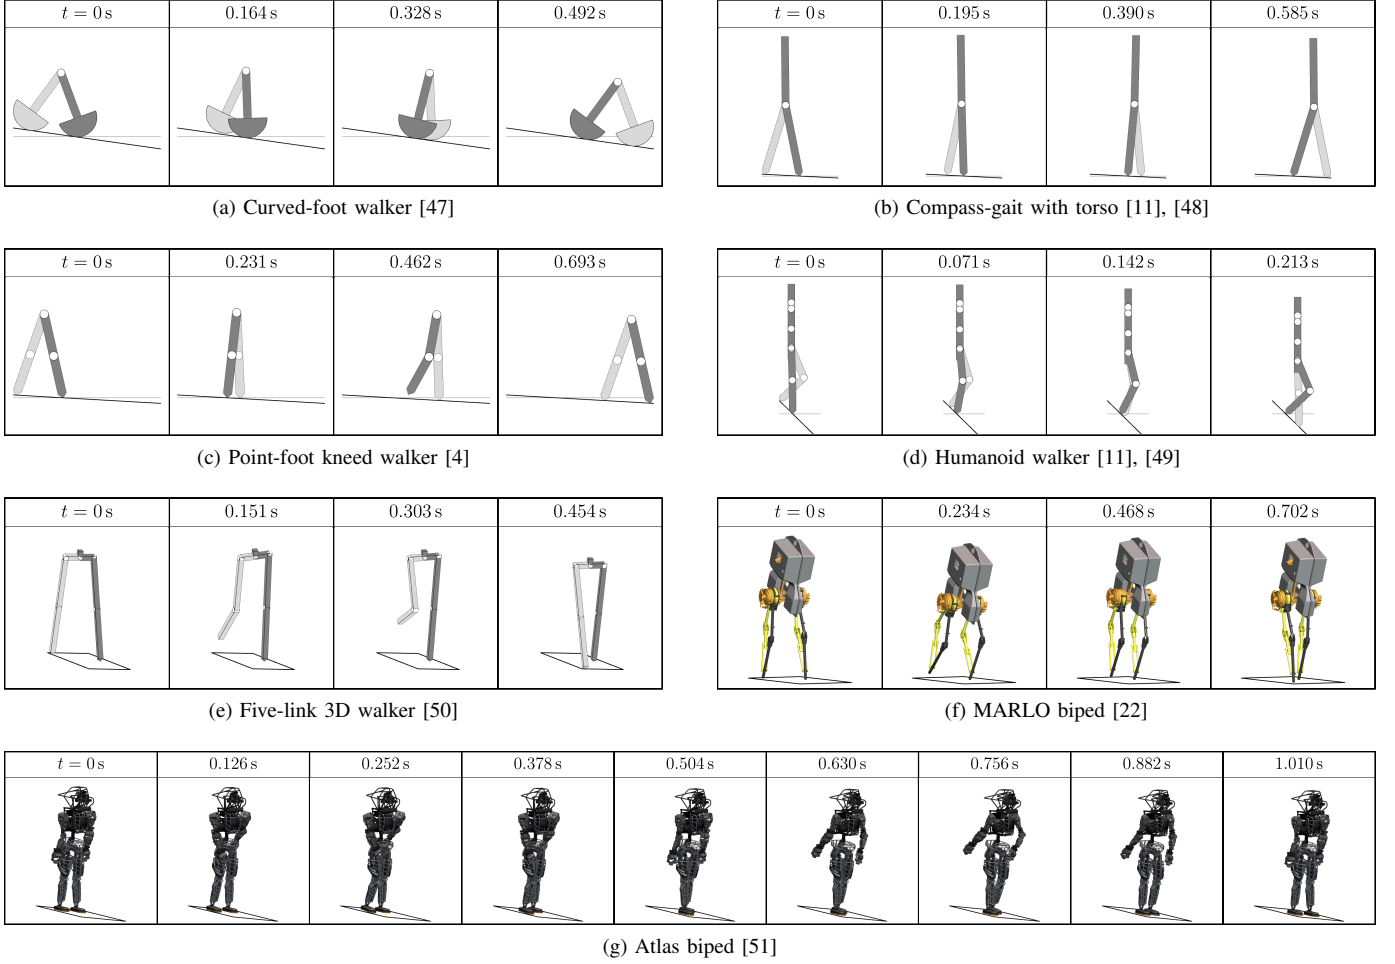 t = 0 s 0.164 s 0.328 s 0.492 s
(a) Curved-foot walker [47]
t = 0 s 0.195 s 0.390 s 0.585 s
(b) Compass-gait with torso [11], [48]
t = 0 s 0.231 s 0.462 s 0.693 s
(c) Point-foot kneed walker [4]
t = 0 s 0.071 s 0.142 s 0.213 s
(d) Humanoid walker [11], [49]
t = 0 s 0.151 s 0.303 s 0.454 s
(e) Five-link 3D walker [50]
t = 0 s 0.234 s 0.468 s 0.702 s
(f) MARLO biped [22]
t = 0 s 0.126 s 0.252 s 0.378 s 0.504 s 0.630 s 0.756 s 0.882 s 1.010 s
(g) Atlas biped [51]